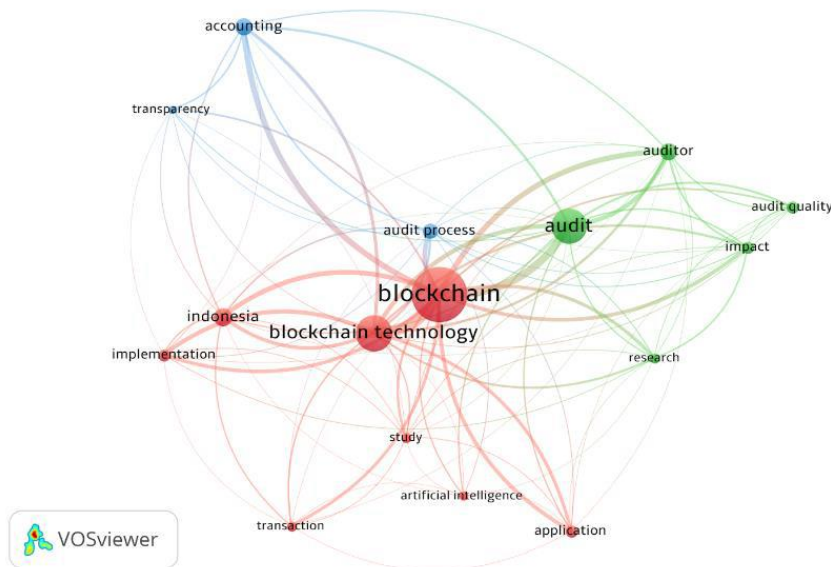 accounting
transparency
auditor
audit quality
audit
audit process
impact
blockchain
indonesia
blockchain technology
implementation
research
study
artificial intelligence
transaction
application
VOSviewer